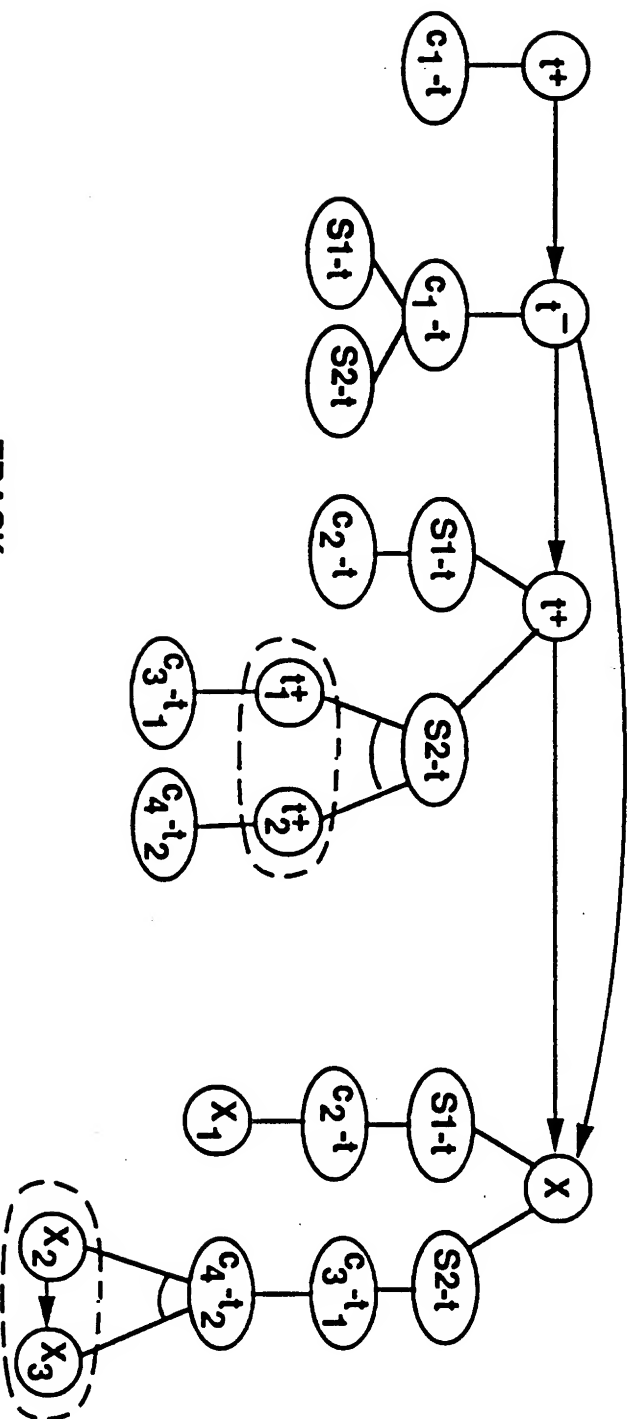 t+ t− t+ X
c₁-t c₁-t S1-t S2-t S1-t S2-t
S1-t S2-t c₂-t t₁+ t₂+ c₂-t c₃-t₁
c₃-t₁ c₄-t₂ X₁ c₄-t₂
X₂ X₃